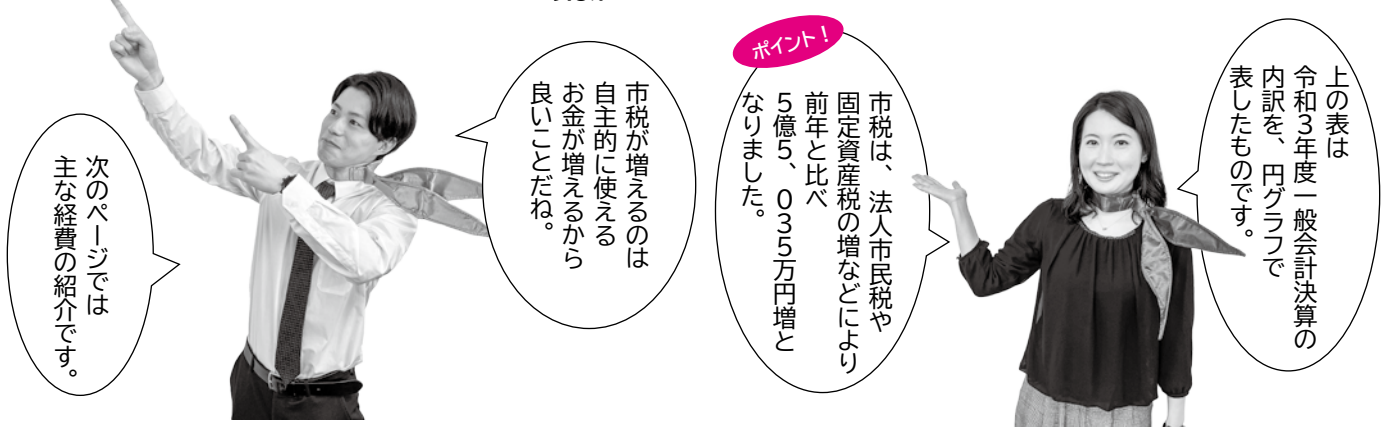 上の表は
令和3年度一般会計決算の
内訳を、円グラフで
表したものです。
ポイント！
市税は、法人市民税や
固定資産税の増などにより
前年と比べ
5億5、035万円増と
なりました。
市税が増えるのは
自主的に使える
お金が増えるから
良いことだね。
次のページでは
主な経費の紹介です。